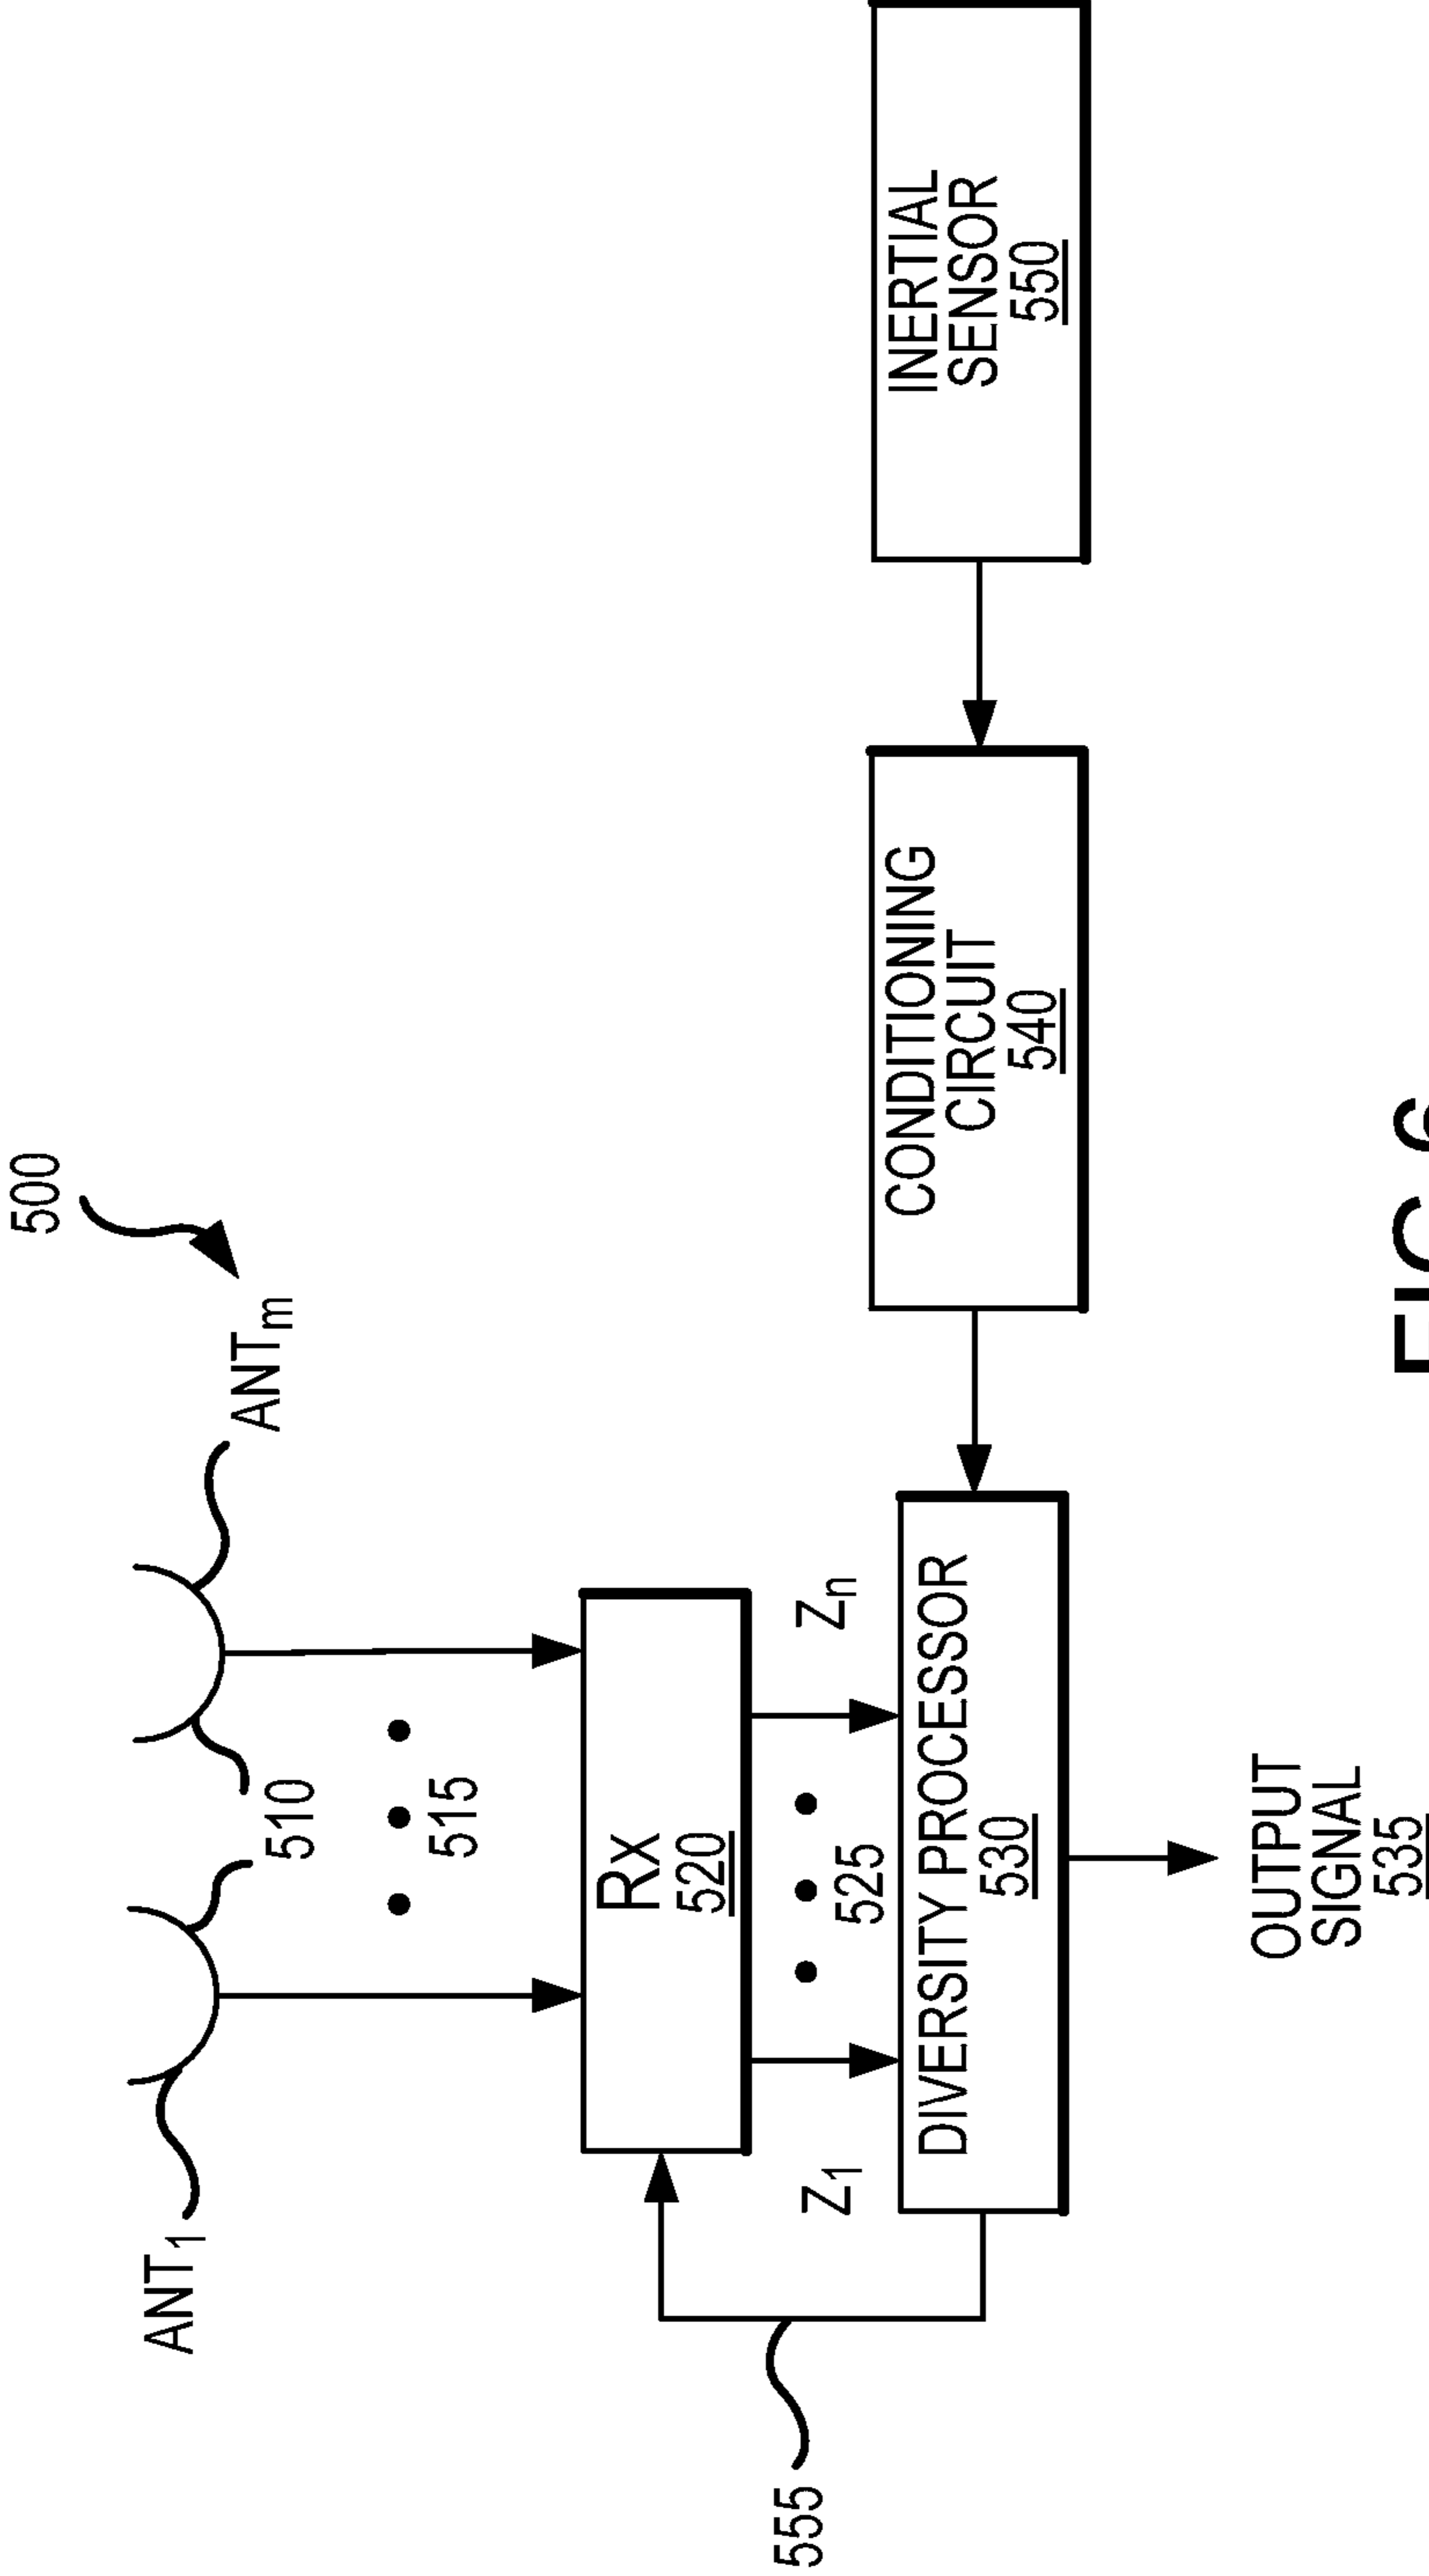 500
ANT1
ANTm
510
515
Rx
520
555
Z1
525
Zn
DIVERSITY PROCESSOR
530
CONDITIONING
CIRCUIT
540
INERTIAL
SENSOR
550
OUTPUT
SIGNAL
535